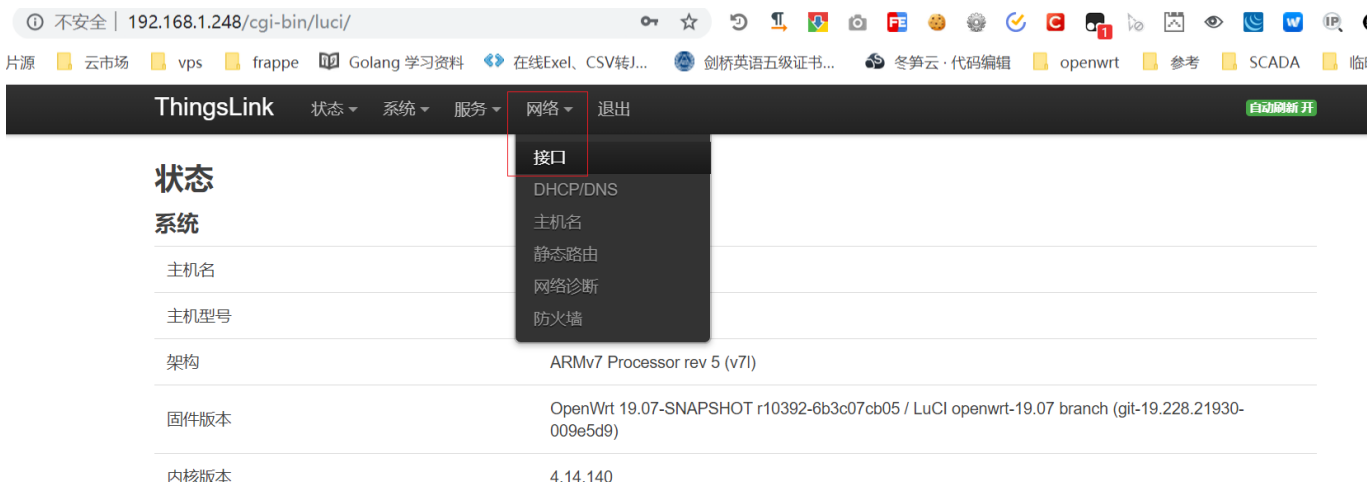 不安全 | 192.168.1.248/cgi-bin/luci/
片源 云市场 vps frappe Golang 学习资料 在线Exel、CSV转J... 剑桥英语五级证书... 冬笋云 · 代码编辑 openwrt 参考 SCADA
ThingsLink 状态 系统 服务 网络 退出 自动刷新 开
接口
DHCP/DNS
主机名
静态路由
网络诊断
防火墙
状态
系统
主机名
主机型号
架构 ARMv7 Processor rev 5 (v7l)
固件版本 OpenWrt 19.07-SNAPSHOT r10392-6b3c07cb05 / LuCI openwrt-19.07 branch (git-19.228.21930-
009e5d9)
内核版本 4.14.140